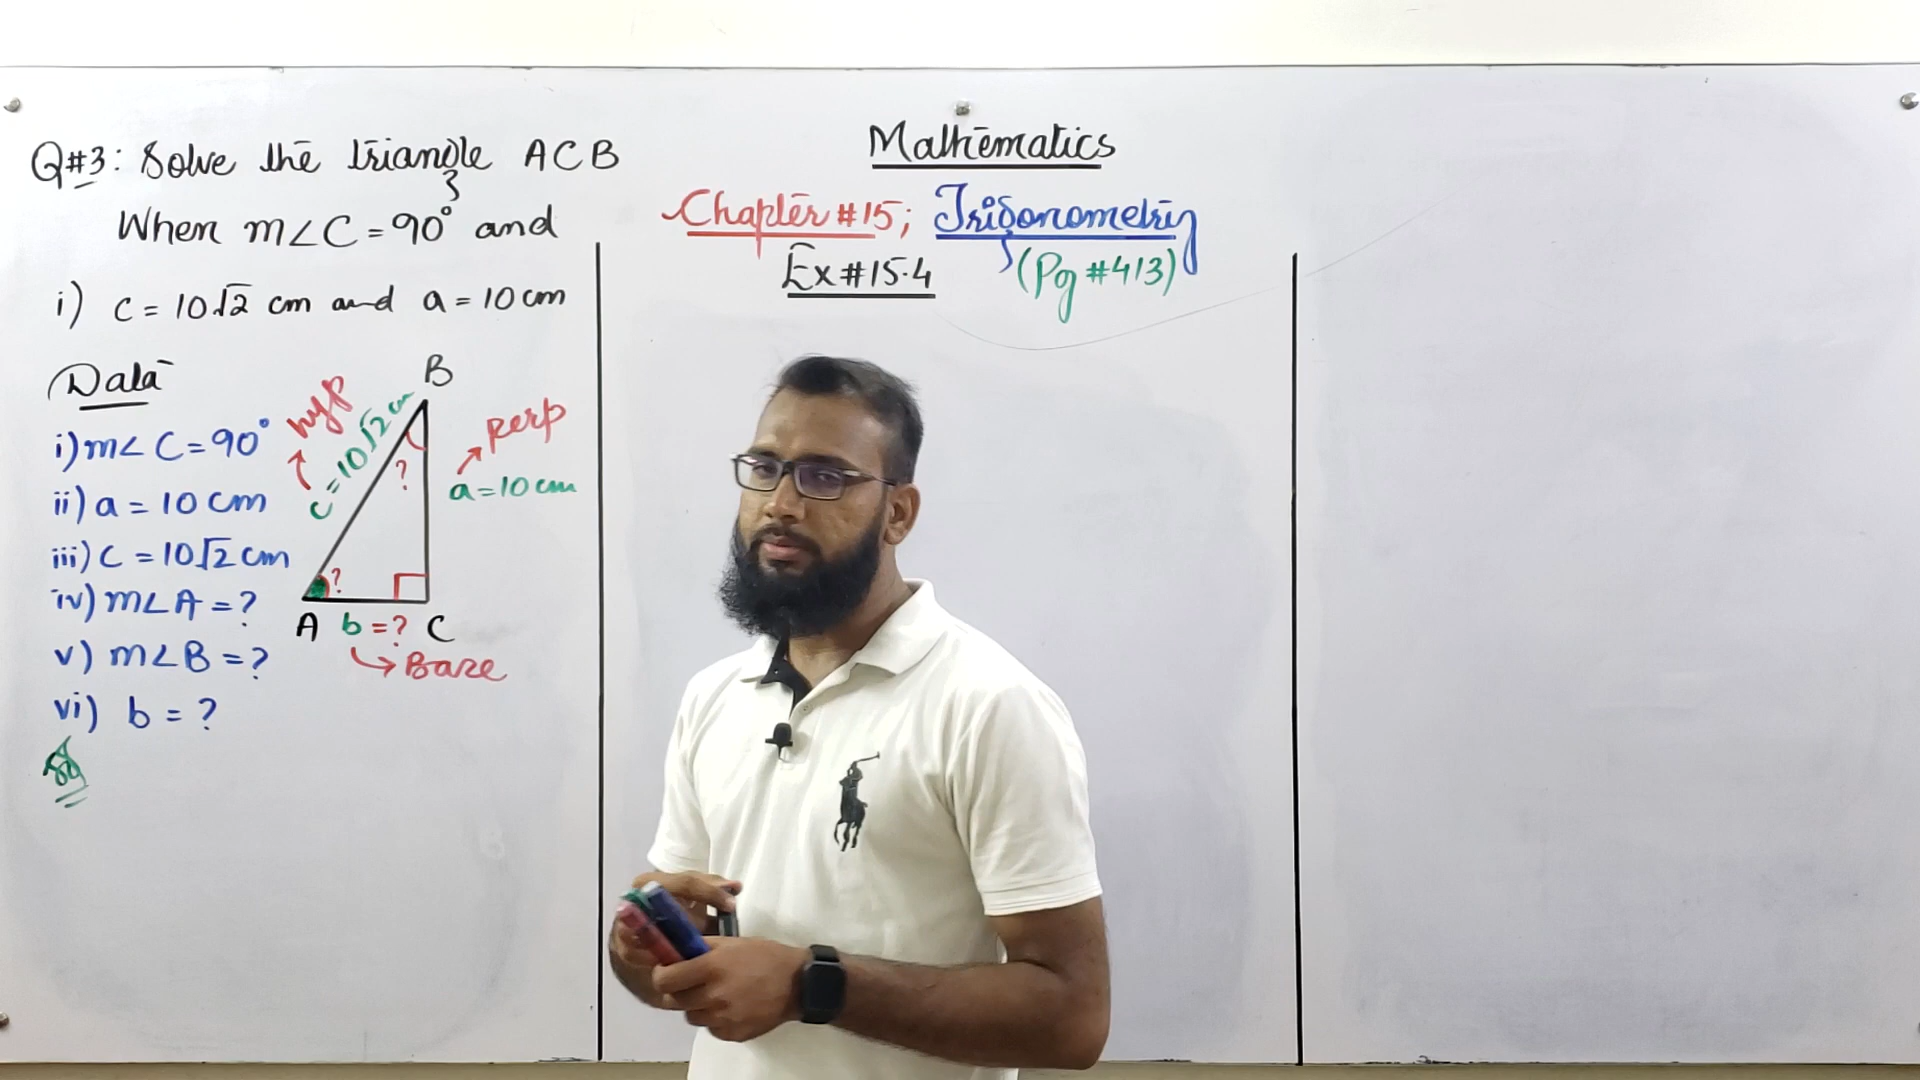 Mathematics
Chapter #15; Trigonometry
Ex#15.4 (Pg #413)
Q#3: Solve the triangle ACB
When m∠C = 90° and
i) c = 10√2 cm and a = 10 cm
Data
i) m∠C = 90°
ii) a = 10 cm
iii) c = 10√2 cm
iv) m∠A = ?
v) m∠B = ?
vi) b = ?
Sol
B
hyp
c = 10√2 cm
Perp
a = 10 cm
?
?
A b = ? C
Base